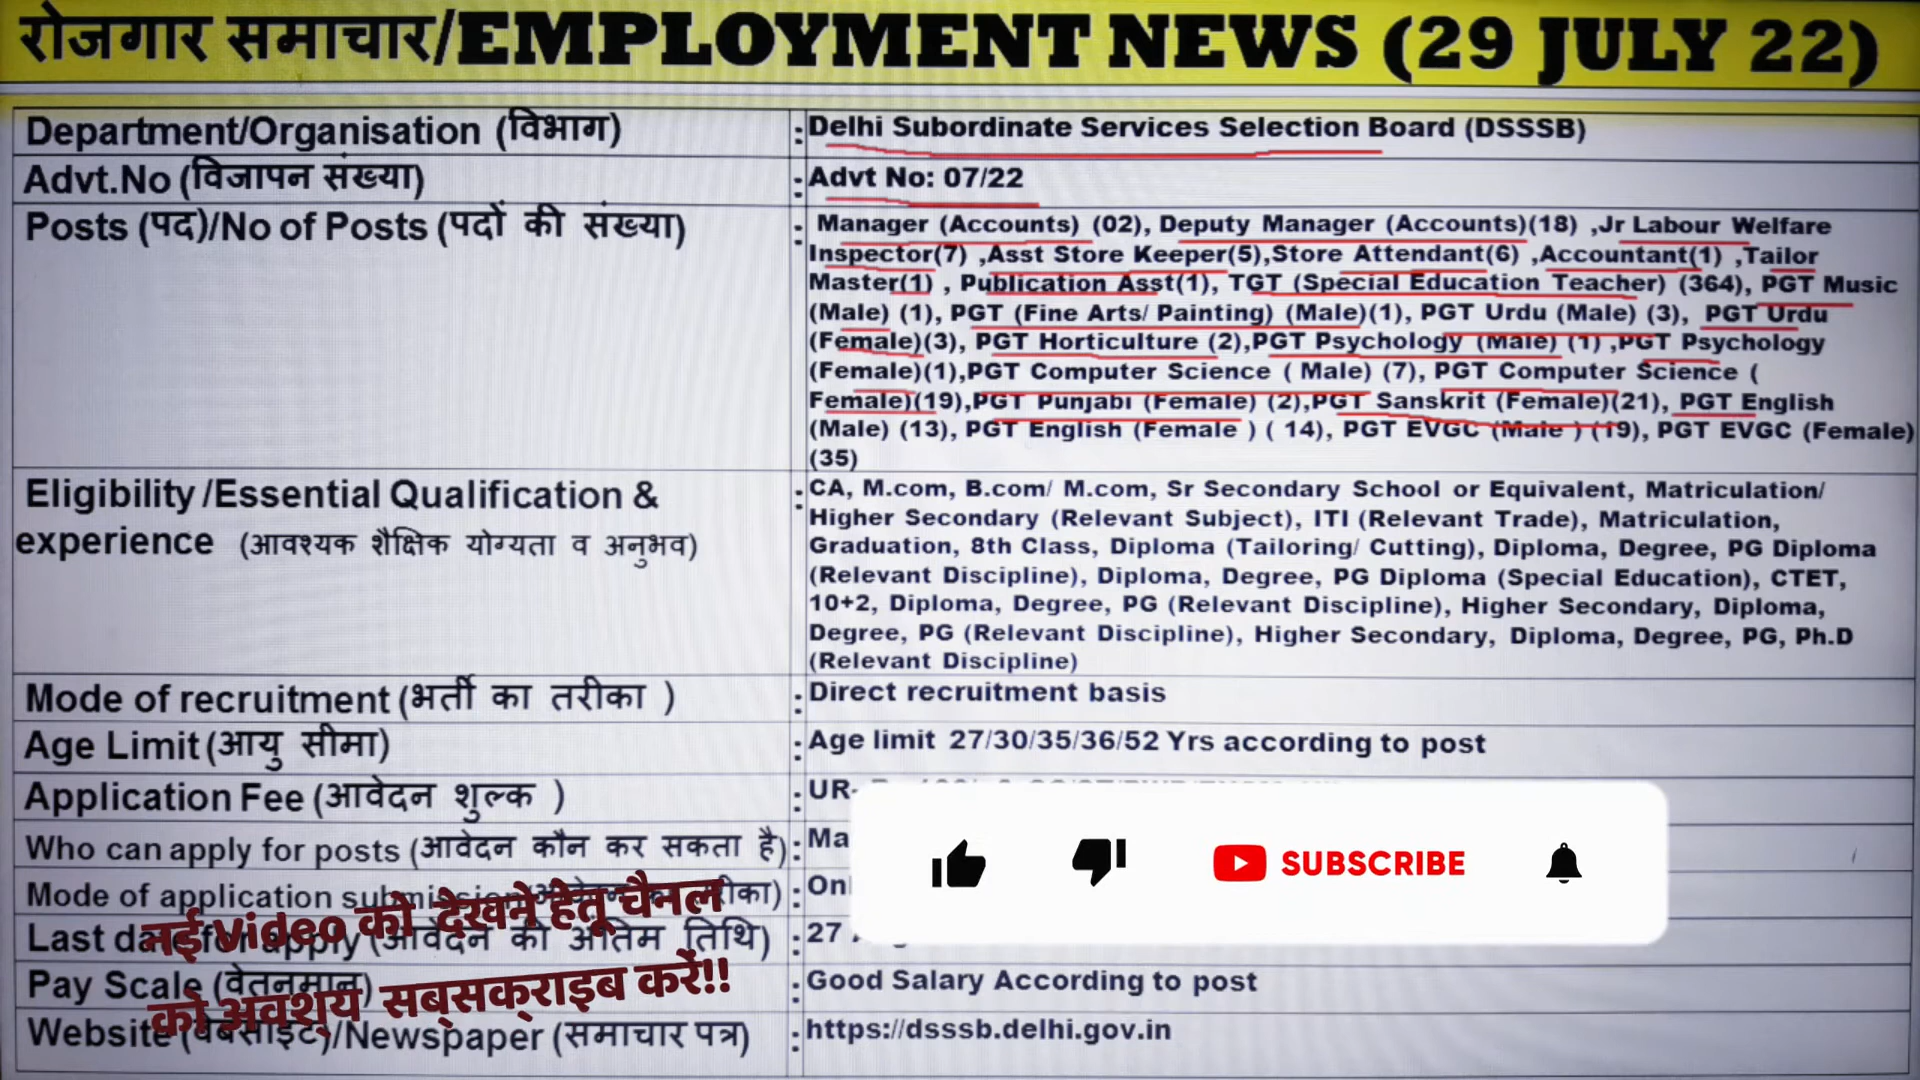 रोजगार समाचार/EMPLOYMENT NEWS (29 JULY 22)
Department/Organisation (विभाग)
: Delhi Subordinate Services Selection Board (DSSSB)
Advt.No (विजापन संख्या)
: Advt No: 07/22
Posts (पद)/No of Posts (पदों की संख्या)
: Manager (Accounts) (02), Deputy Manager (Accounts)(18) ,Jr Labour Welfare
Inspector(7) ,Asst Store Keeper(5),Store Attendant(6) ,Accountant(1) ,Tailor
Master(1) , Publication Asst(1), TGT (Special Education Teacher) (364), PGT Music
(Male) (1), PGT (Fine Arts/ Painting) (Male)(1), PGT Urdu (Male) (3), PGT Urdu
(Female)(3), PGT Horticulture (2),PGT Psychology (Male) (1) ,PGT Psychology
(Female)(1),PGT Computer Science ( Male) (7), PGT Computer Science (
Female)(19),PGT Punjabi (Female) (2),PGT Sanskrit (Female)(21), PGT English
(Male) (13), PGT English (Female ) ( 14), PGT EVGC (Male ) (19), PGT EVGC (Female)
(35)
Eligibility /Essential Qualification &
experience (आवश्यक शैक्षिक योग्यता व अनुभव)
: CA, M.com, B.com/ M.com, Sr Secondary School or Equivalent, Matriculation/
Higher Secondary (Relevant Subject), ITI (Relevant Trade), Matriculation,
Graduation, 8th Class, Diploma (Tailoring/ Cutting), Diploma, Degree, PG Diploma
(Relevant Discipline), Diploma, Degree, PG Diploma (Special Education), CTET,
10+2, Diploma, Degree, PG (Relevant Discipline), Higher Secondary, Diploma,
Degree, PG (Relevant Discipline), Higher Secondary, Diploma, Degree, PG, Ph.D
(Relevant Discipline)
Mode of recruitment (भर्ती का तरीका )
: Direct recruitment basis
Age Limit (आयु सीमा)
: Age limit 27/30/35/36/52 Yrs according to post
Application Fee (आवेदन शुल्क )
: UR-
Who can apply for posts (आवेदन कौन कर सकता है)
: Ma
Mode of application
: Onl
Last date for apply (आवेदन की अंतिम तिथि)
: 27
Pay Scale (वेतनमान)
: Good Salary According to post
Website (वेबसाइट)/Newspaper (समाचार पत्र)
: https://dsssb.delhi.gov.in
नई Video को देखने हेतू चैनल
को अवश्य सब्सक्राइब करें!!
SUBSCRIBE